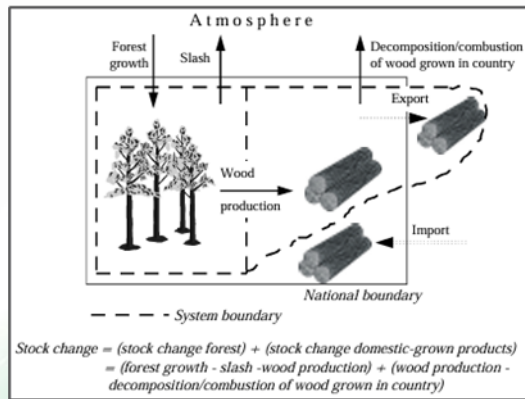 Atmosphere
Forest
growth
Slash
Decomposition/combustion
of wood grown in country
Export
Wood
production
Import
National boundary
System boundary
Stock change = (stock change forest) + (stock change domestic-grown products)
= (forest growth - slash -wood production) + (wood production -
decomposition/combustion of wood grown in country)